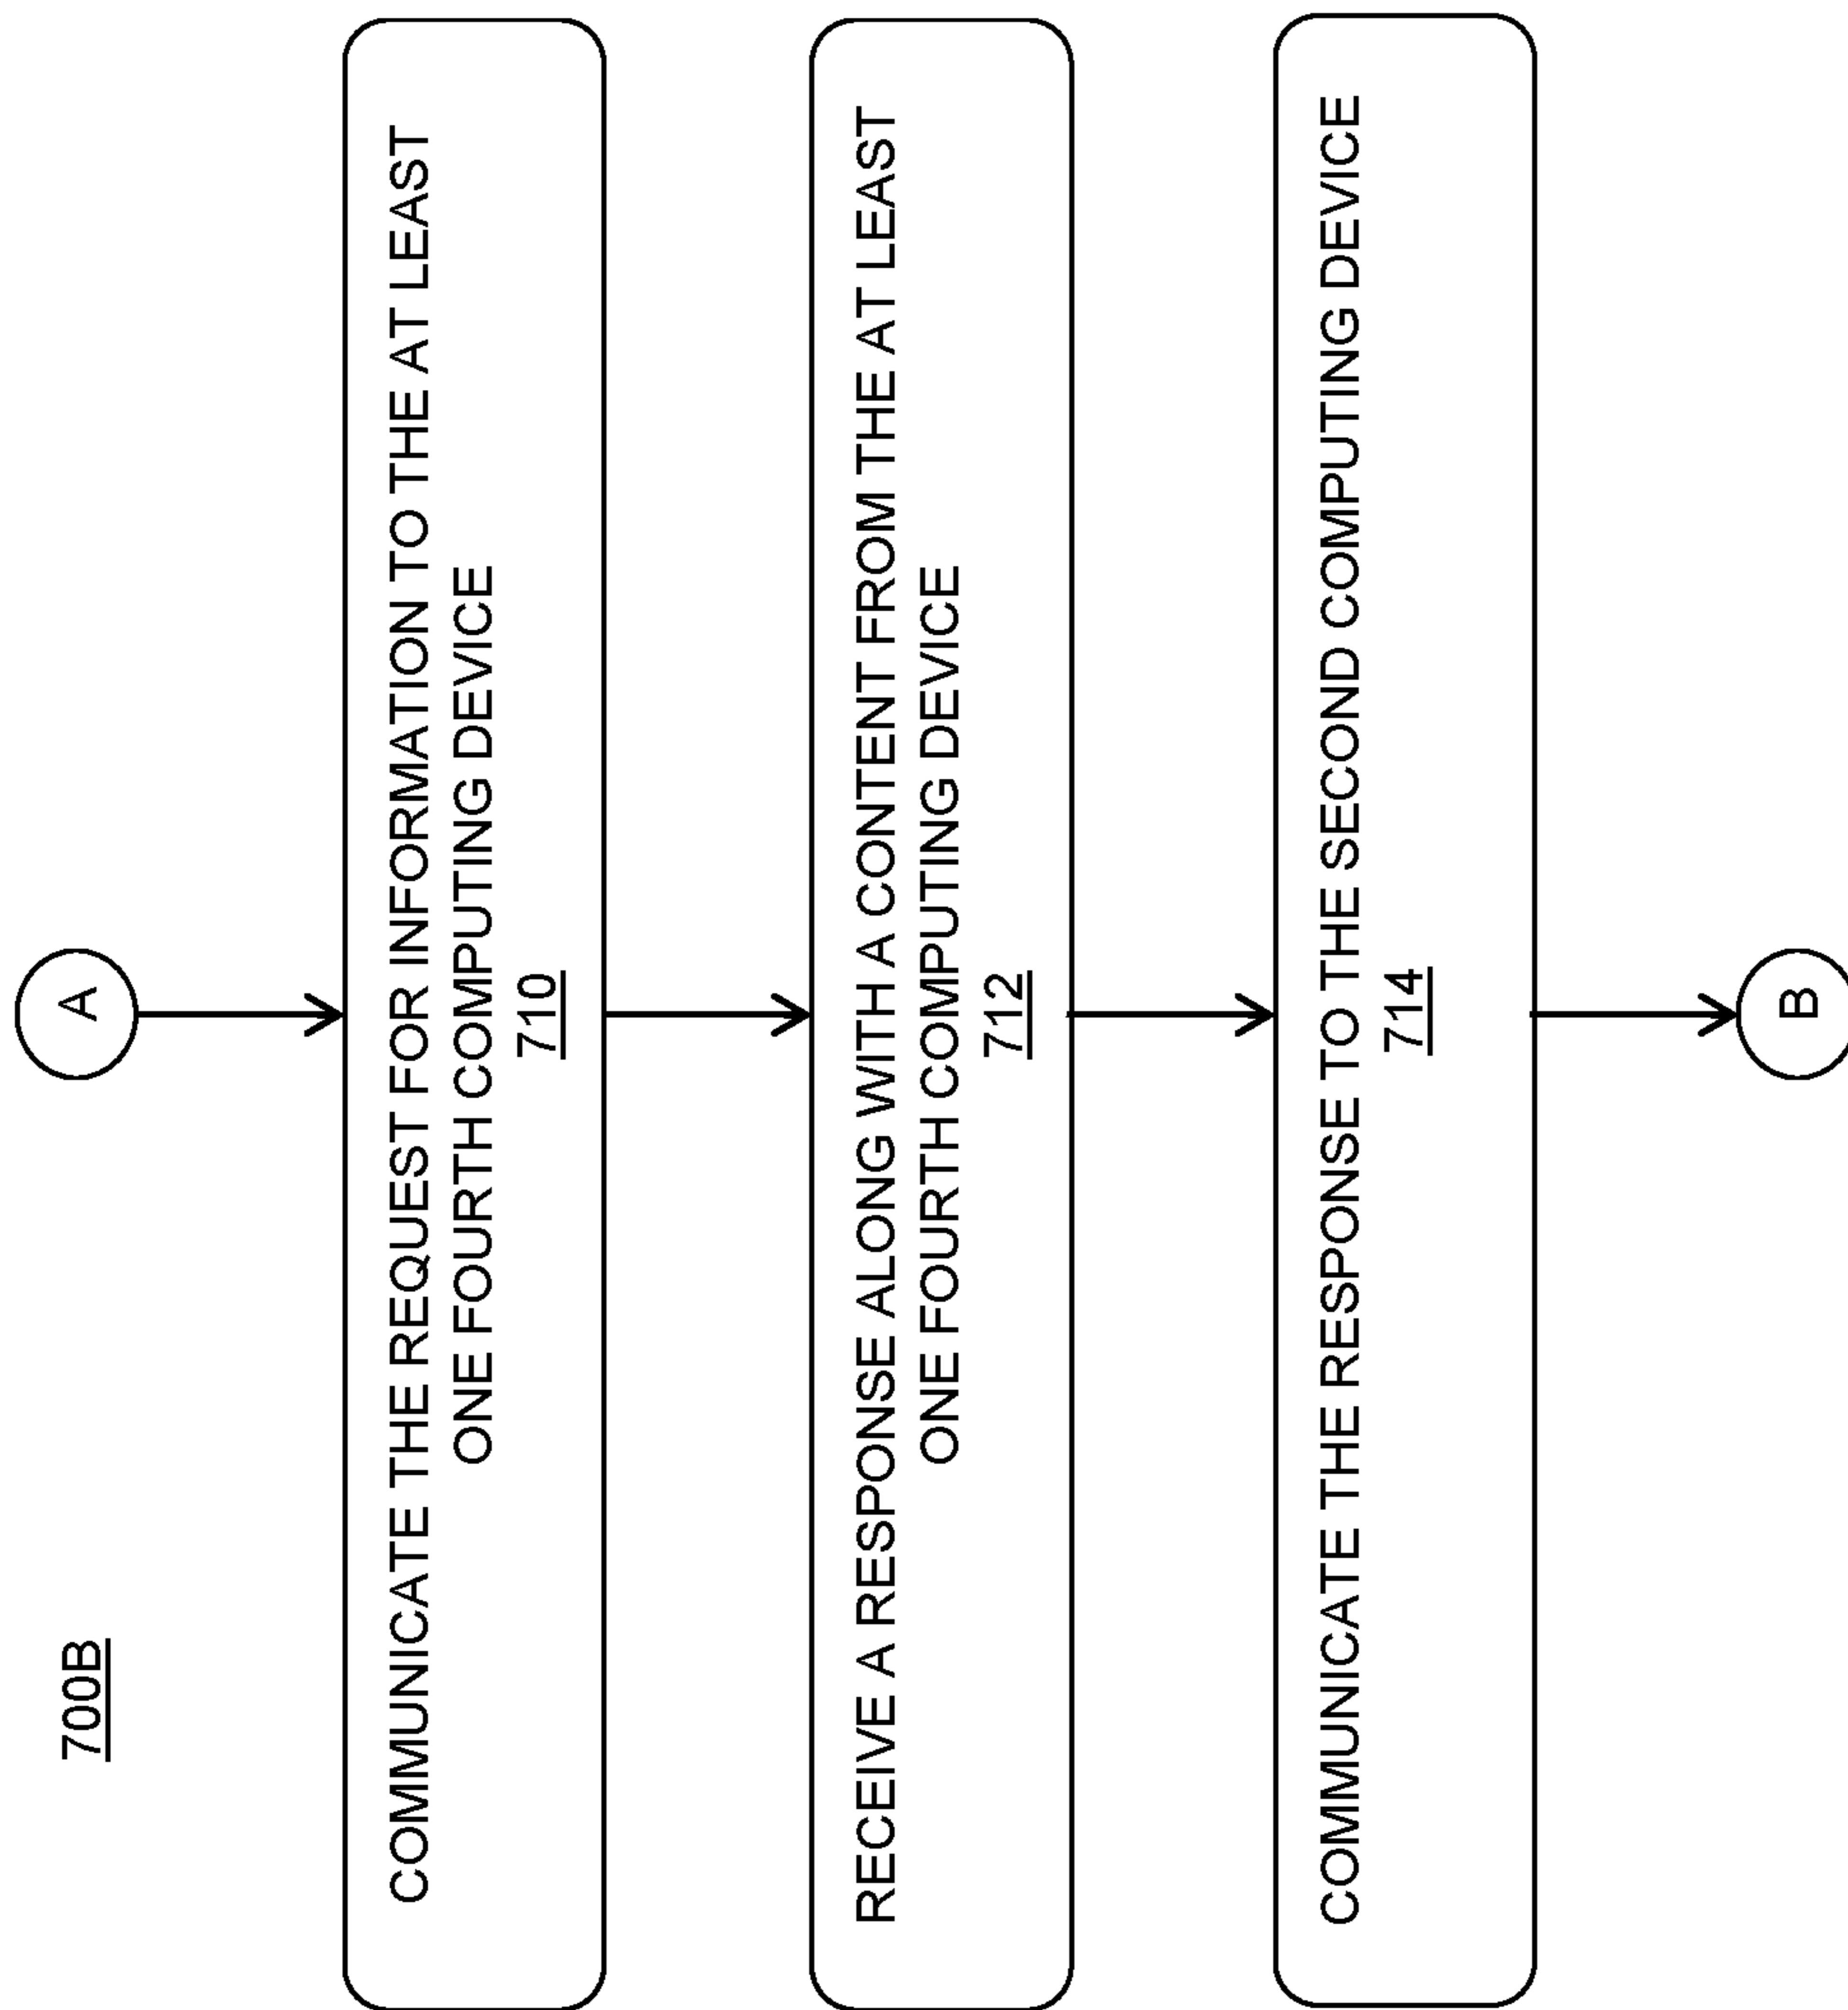 700B
A
COMMUNICATE THE REQUEST FOR INFORMATION TO THE AT LEAST
ONE FOURTH COMPUTING DEVICE
710
RECEIVE A RESPONSE ALONG WITH A CONTENT FROM THE AT LEAST
ONE FOURTH COMPUTING DEVICE
712
COMMUNICATE THE RESPONSE TO THE SECOND COMPUTING DEVICE
714
B